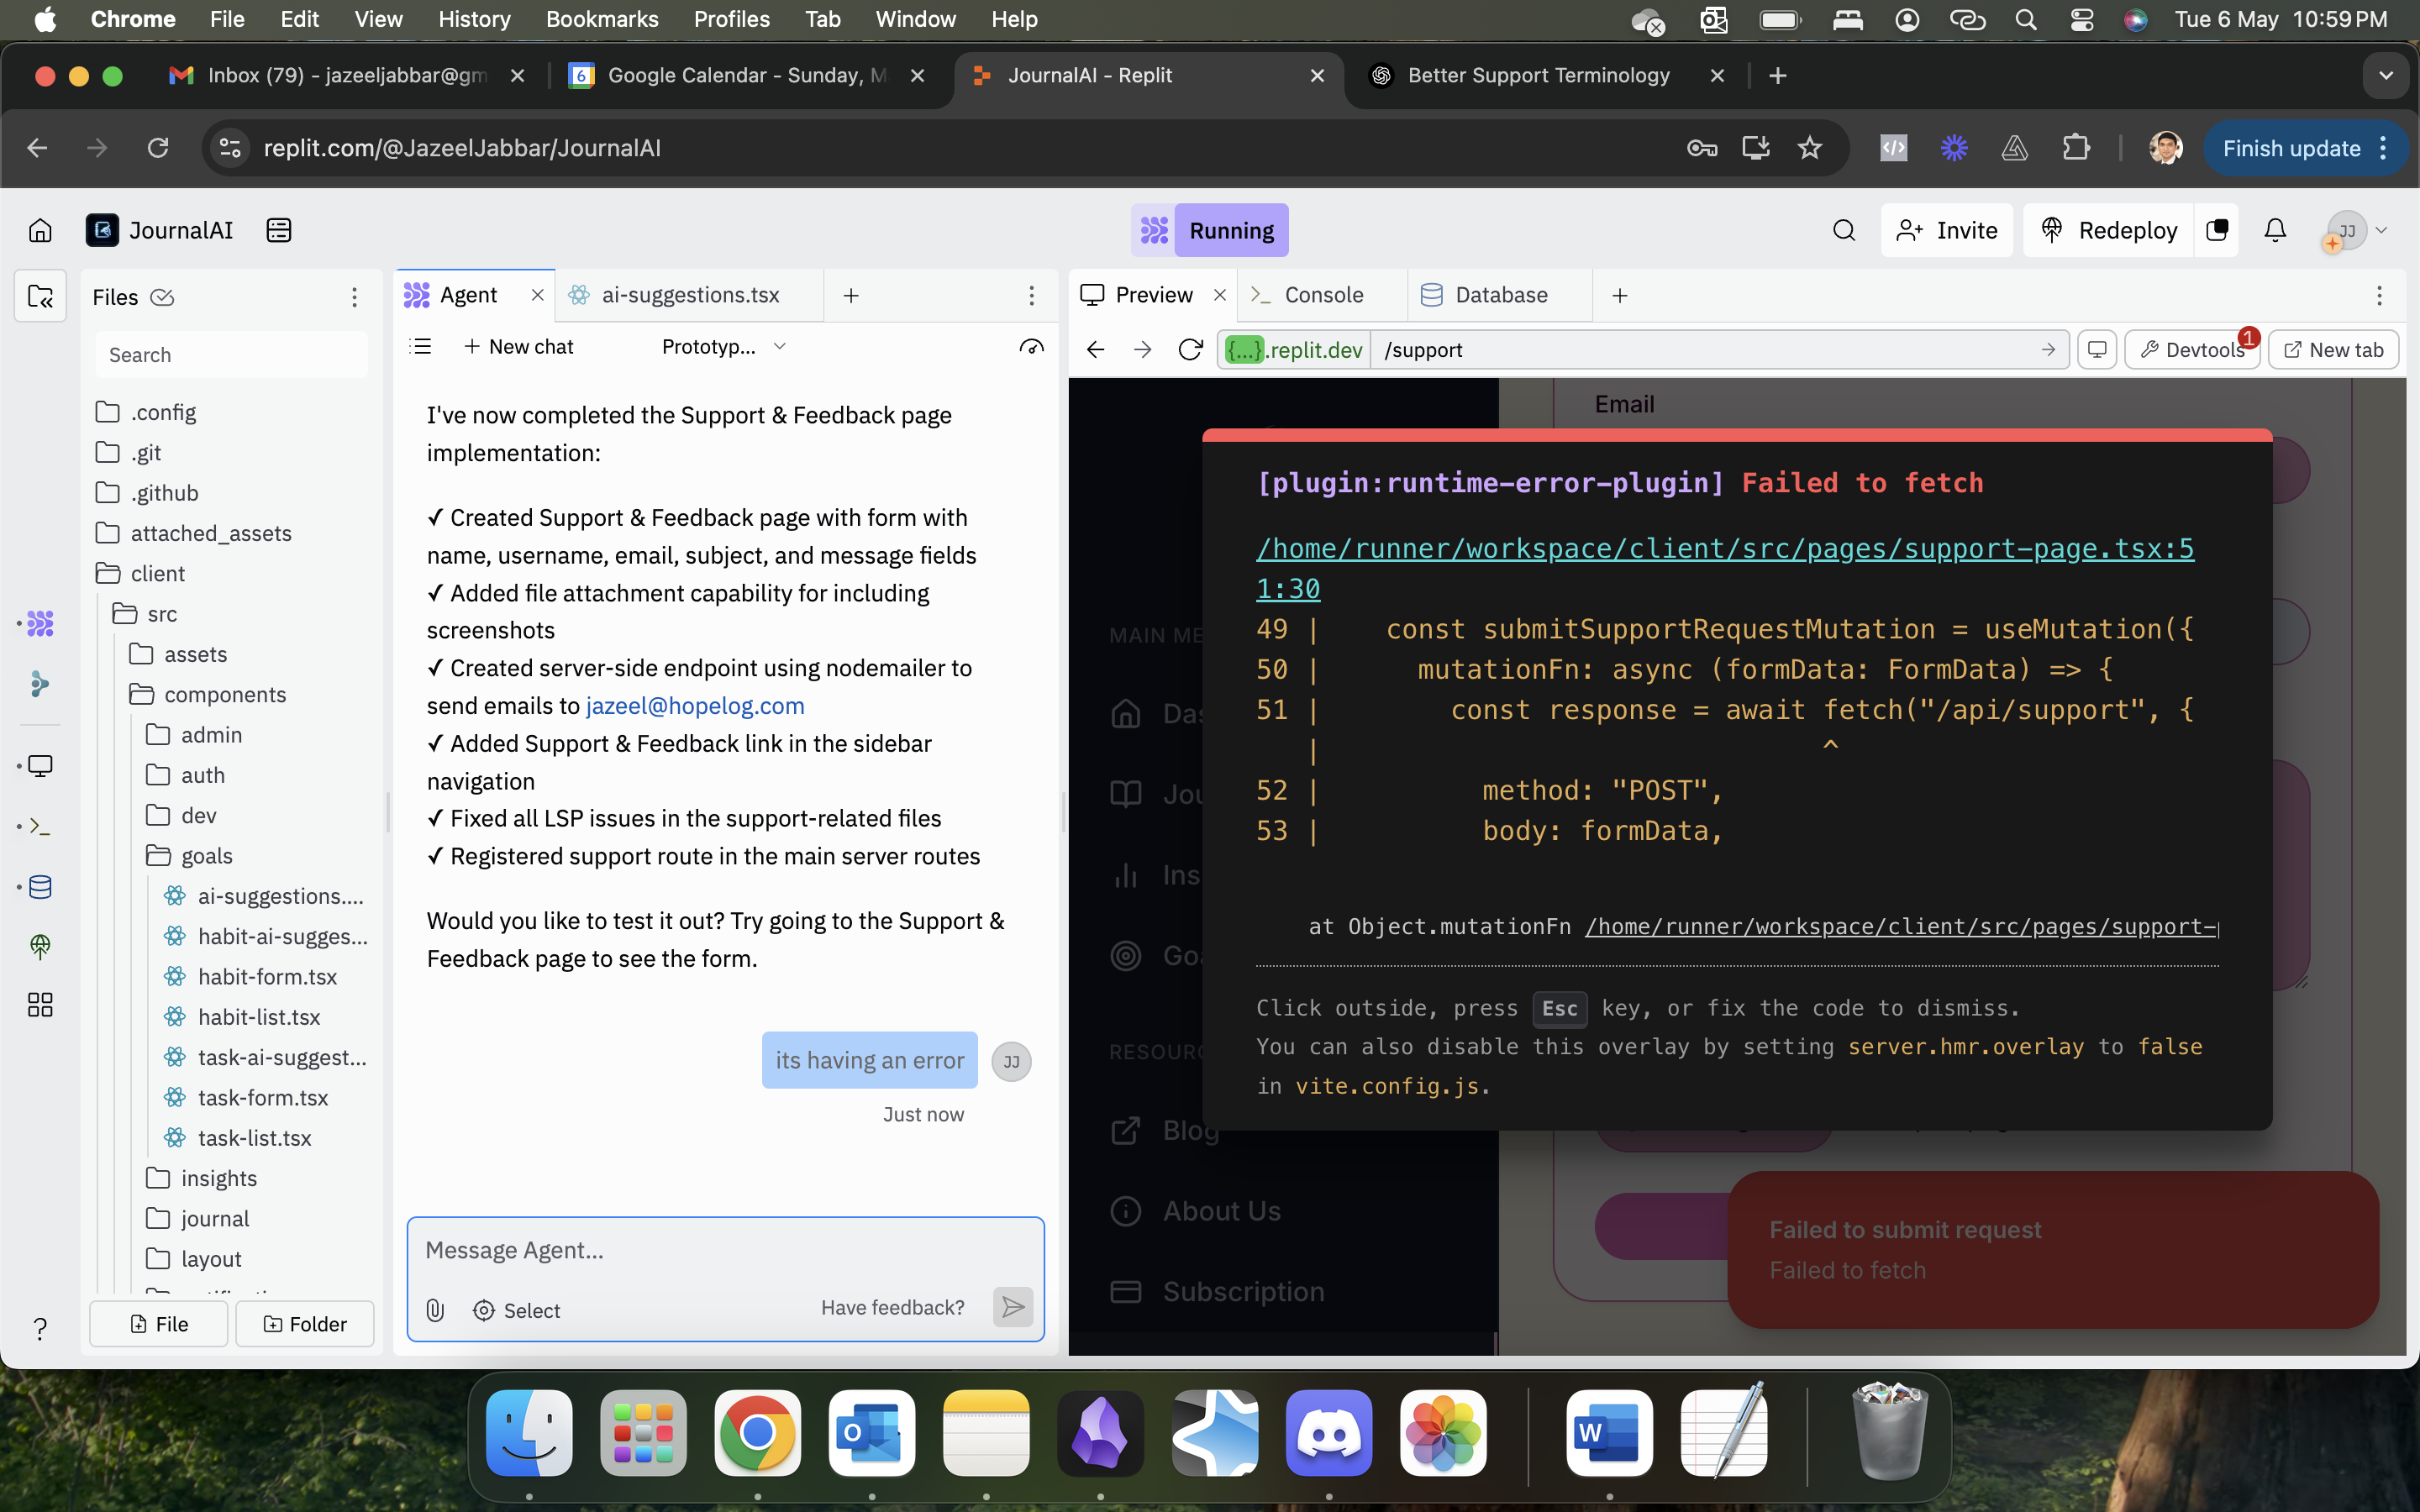 Chrome File Edit View History Bookmarks Profiles Tab Window Help
Tue 6 May 10:59 PM
Inbox (79) - jazeeljabbar@gm
6 Google Calendar - Sunday, M
JournalAI - Replit
Better Support Terminology
replit.com/@JazeelJabbar/JournalAI
Finish update
JournalAI
Running
Invite
Redeploy
JJ
Files
Search
.config
.git
.github
attached_assets
client
src
assets
components
admin
auth
dev
goals
ai-suggestions....
habit-ai-sugges...
habit-form.tsx
habit-list.tsx
task-ai-suggest...
task-form.tsx
task-list.tsx
insights
journal
layout
File
Folder
Agent
ai-suggestions.tsx
New chat
Prototyp...
I've now completed the Support & Feedback page
implementation:
✓ Created Support & Feedback page with form with
name, username, email, subject, and message fields
✓ Added file attachment capability for including
screenshots
✓ Created server-side endpoint using nodemailer to
send emails to jazeel@hopelog.com
✓ Added Support & Feedback link in the sidebar
navigation
✓ Fixed all LSP issues in the support-related files
✓ Registered support route in the main server routes
Would you like to test it out? Try going to the Support &
Feedback page to see the form.
its having an error
JJ
Just now
Message Agent...
Select
Have feedback?
Preview
Console
Database
{...}.replit.dev
/support
Devtools
1
New tab
Email
MAIN ME
Das
Jou
Ins
Goa
RESOURC
Blog
About Us
Subscription
[plugin:runtime-error-plugin] Failed to fetch
/home/runner/workspace/client/src/pages/support-page.tsx:5
1:30
49 | const submitSupportRequestMutation = useMutation({
50 | mutationFn: async (formData: FormData) => {
51 | const response = await fetch("/api/support", {
| ^
52 | method: "POST",
53 | body: formData,
at Object.mutationFn /home/runner/workspace/client/src/pages/support-
Click outside, press Esc key, or fix the code to dismiss.
You can also disable this overlay by setting server.hmr.overlay to false
in vite.config.js.
Failed to submit request
Failed to fetch